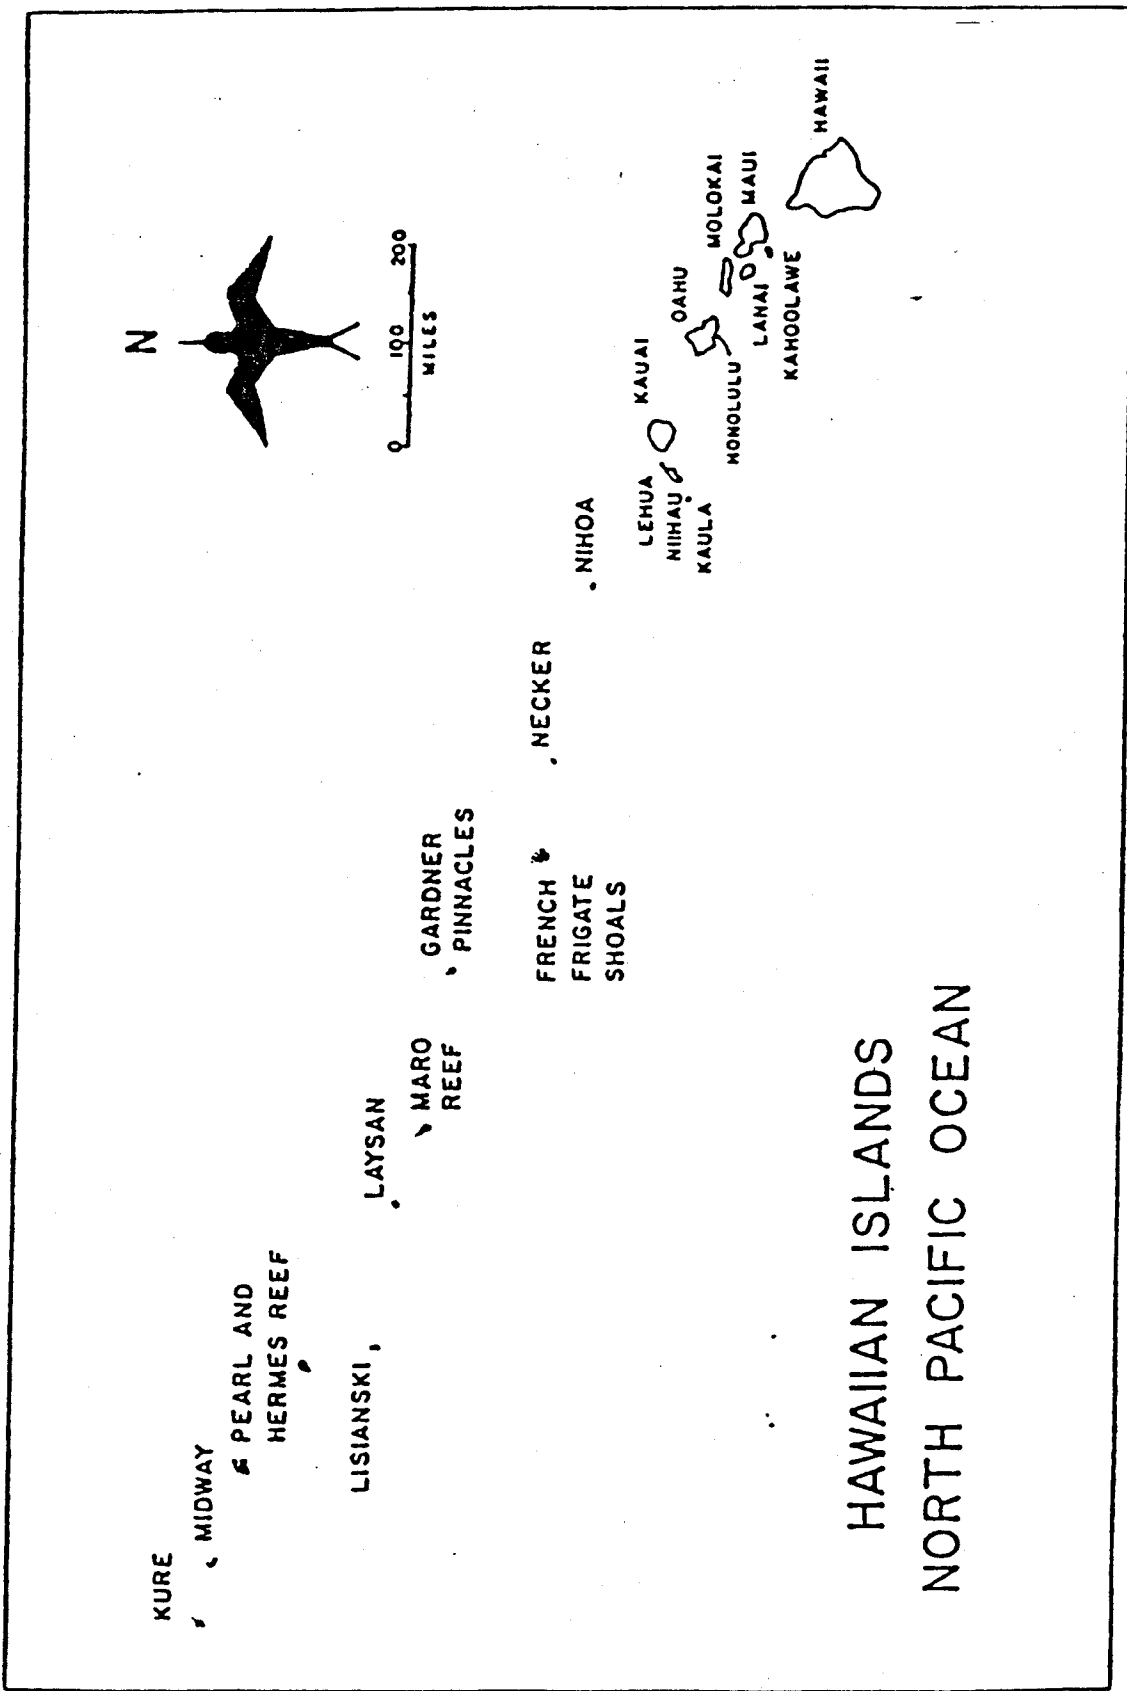 KURE
MIDWAY
PEARL AND
HERMES REEF
LISIANSKI
LAYSAN
MARO
REEF
GARDNER
PINNACLES
FRENCH
FRIGATE
SHOALS
NECKER
NIHOA
N
0 100 200
MILES
LEHUA
NIIHAU
KAULA
KAUAI
OAHU
HONOLULU
MOLOKAI
MAUI
LANAI
KAHOOLAWE
HAWAII
HAWAIIAN ISLANDS
NORTH PACIFIC OCEAN